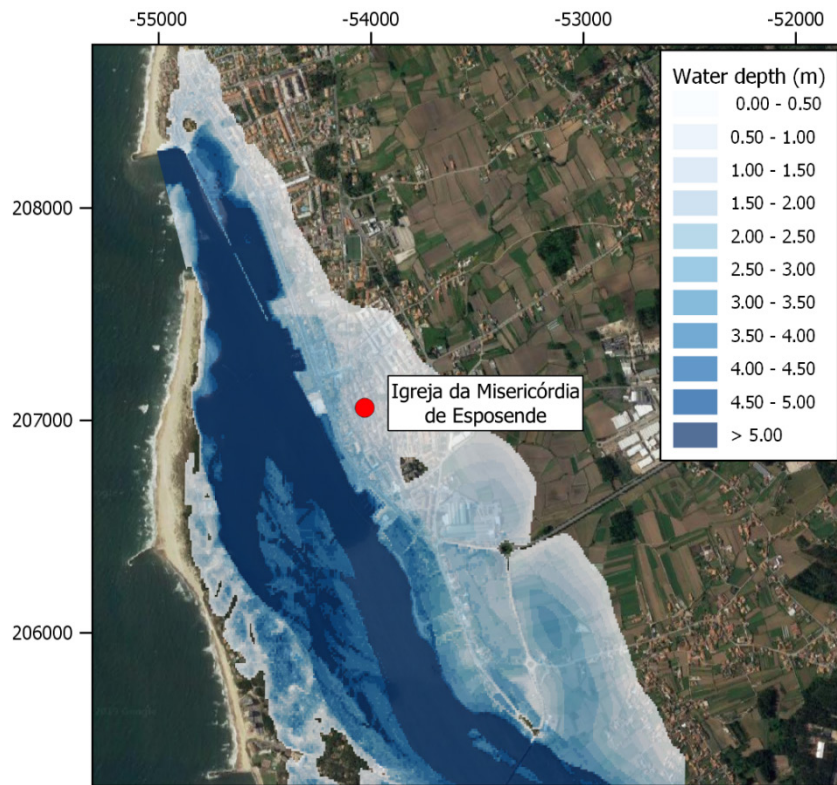 -55000 -54000 -53000 -52000
Water depth (m)
0.00 - 0.50
0.50 - 1.00
1.00 - 1.50
1.50 - 2.00
2.00 - 2.50
2.50 - 3.00
3.00 - 3.50
3.50 - 4.00
4.00 - 4.50
4.50 - 5.00
> 5.00
208000
Igreja da Misericórdia
de Esposende
207000
206000